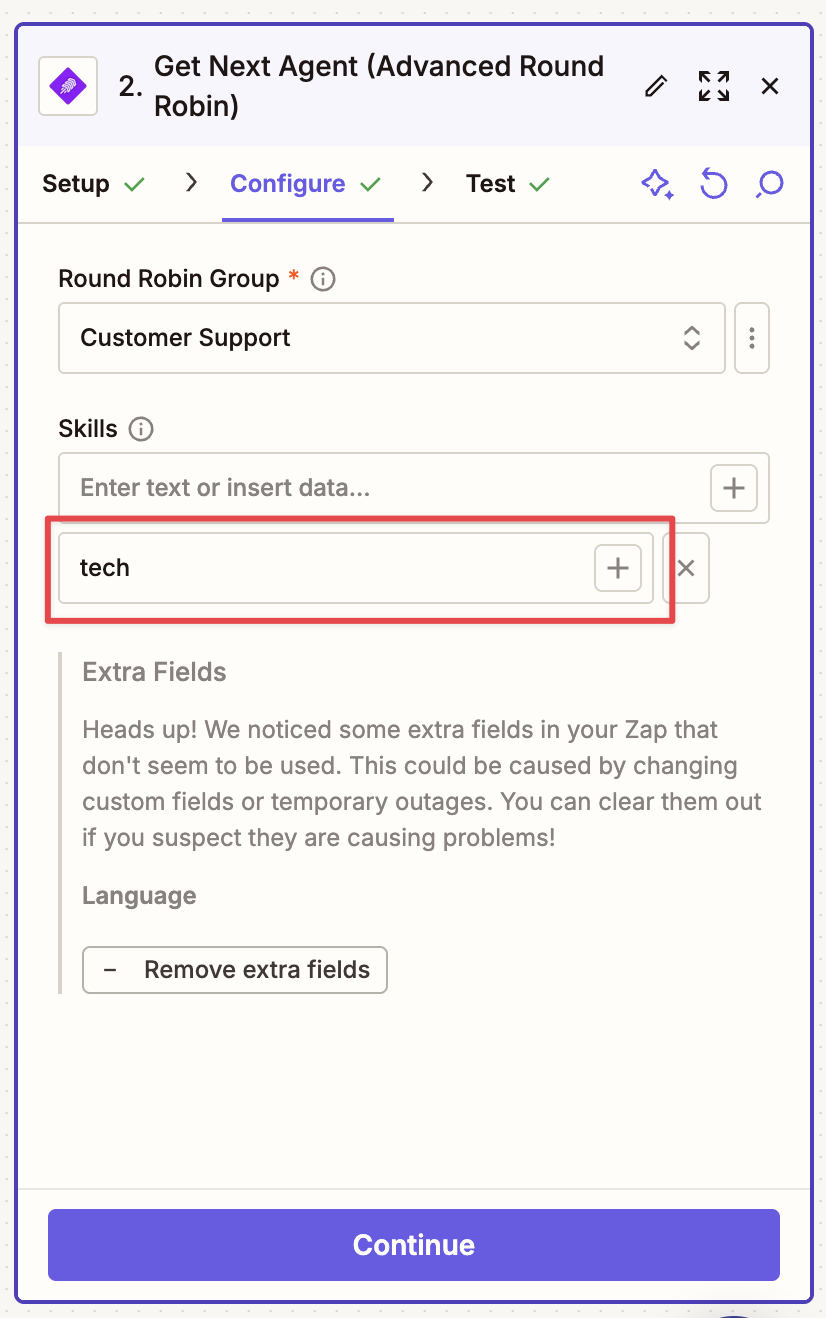 2. Get Next Agent (Advanced Round
Robin)
Setup
Configure
Test
Round Robin Group *
Customer Support
Skills
Enter text or insert data...
tech
Extra Fields
Heads up! We noticed some extra fields in your Zap that
don't seem to be used. This could be caused by changing
custom fields or temporary outages. You can clear them out
if you suspect they are causing problems!
Language
Remove extra fields
Continue